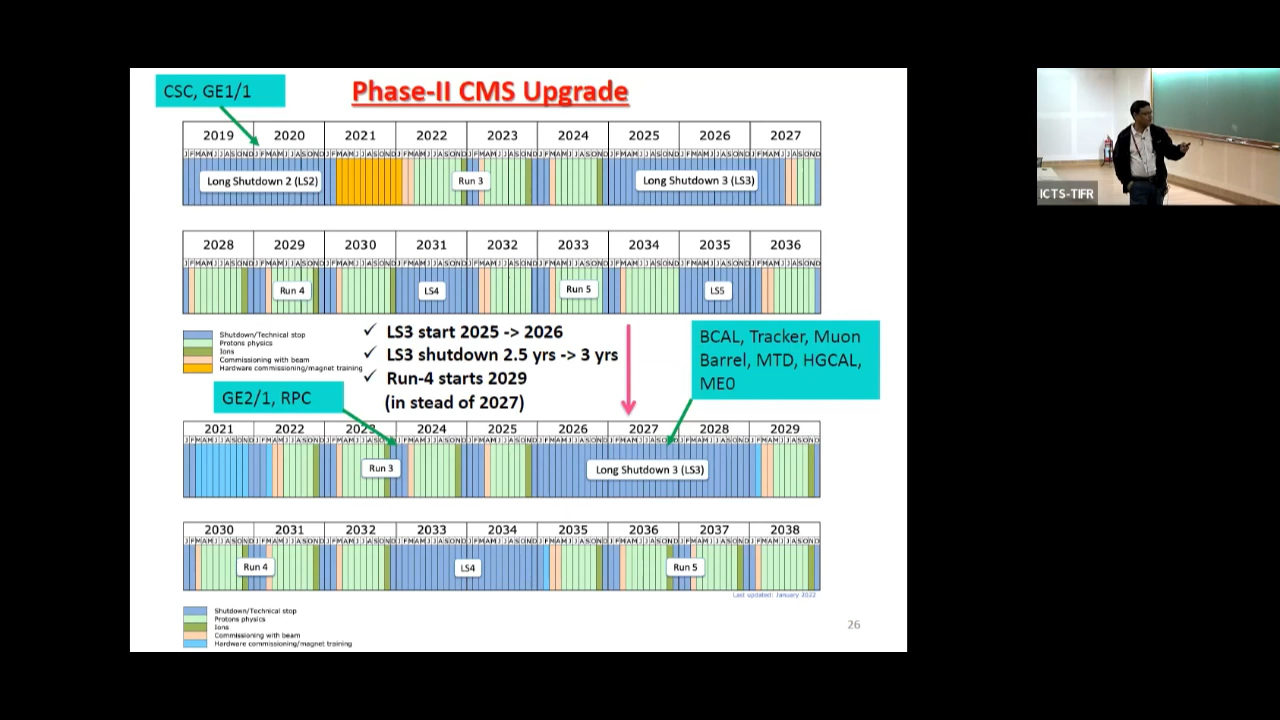 CSC, GE1/1
Phase-II CMS Upgrade
2019 2020 2021 2022 2023 2024 2025 2026 2027
Long Shutdown 2 (LS2)
Run 3
Long Shutdown 3 (LS3)
ICTS-TIFR
2028 2029 2030 2031 2032 2033 2034 2035 2036
Run 4
LS4
Run 5
LS5
Shutdown/Technical stop
Protons physics
Ions
Commissioning with beam
Hardware commissioning/magnet training
✓ LS3 start 2025 -> 2026
✓ LS3 shutdown 2.5 yrs -> 3 yrs
✓ Run-4 starts 2029
(in stead of 2027)
BCAL, Tracker, Muon
Barrel, MTD, HGCAL,
ME0
GE2/1, RPC
2021 2022 2023 2024 2025 2026 2027 2028 2029
Run 3
Long Shutdown 3 (LS3)
2030 2031 2032 2033 2034 2035 2036 2037 2038
Run 4
LS4
Run 5
Last updated: January 2022
Shutdown/Technical stop
Protons physics
Ions
Commissioning with beam
Hardware commissioning/magnet training
26